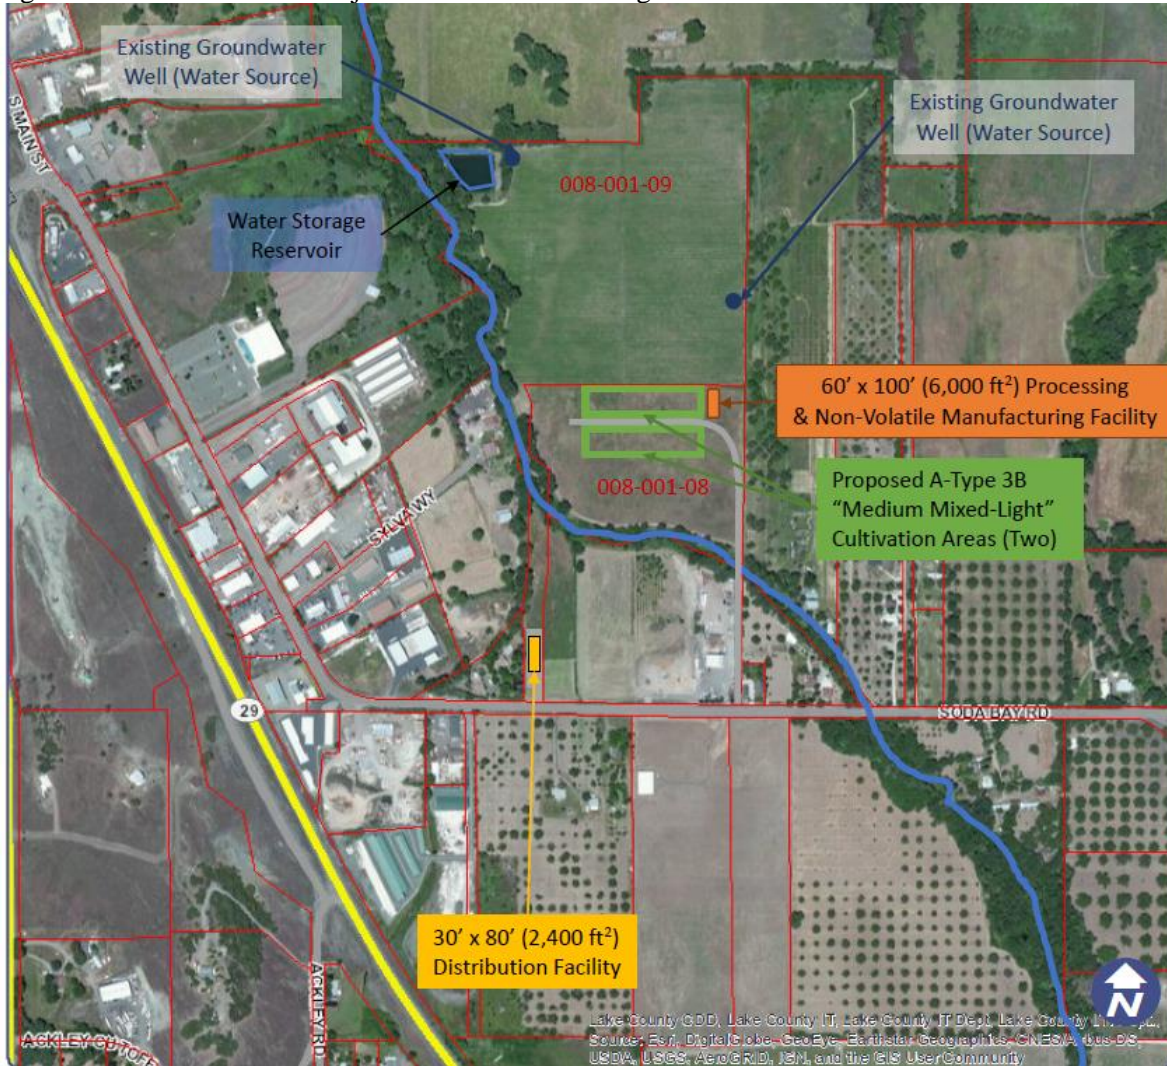 Existing Groundwater
Well (Water Source)
Existing Groundwater
Well (Water Source)
S MAIN ST
008-001-09
Water Storage
Reservoir
60’ x 100’ (6,000 ft²) Processing
& Non-Volatile Manufacturing Facility
Proposed A-Type 3B
“Medium Mixed-Light”
Cultivation Areas (Two)
008-001-08
SYLVA WY
29
SODA BAY RD
30’ x 80’ (2,400 ft²)
Distribution Facility
ACKLEY RD
ACKLEY CUTOFF
N
Lake County CDD, Lake County IT, Lake County IT Dept, Lake County
Source: Esri, DigitalGlobe, GeoEye, Earthstar Geographics, CNES/Airbus DS,
USDA, USGS, AeroGRID, IGN, and the GIS User Community